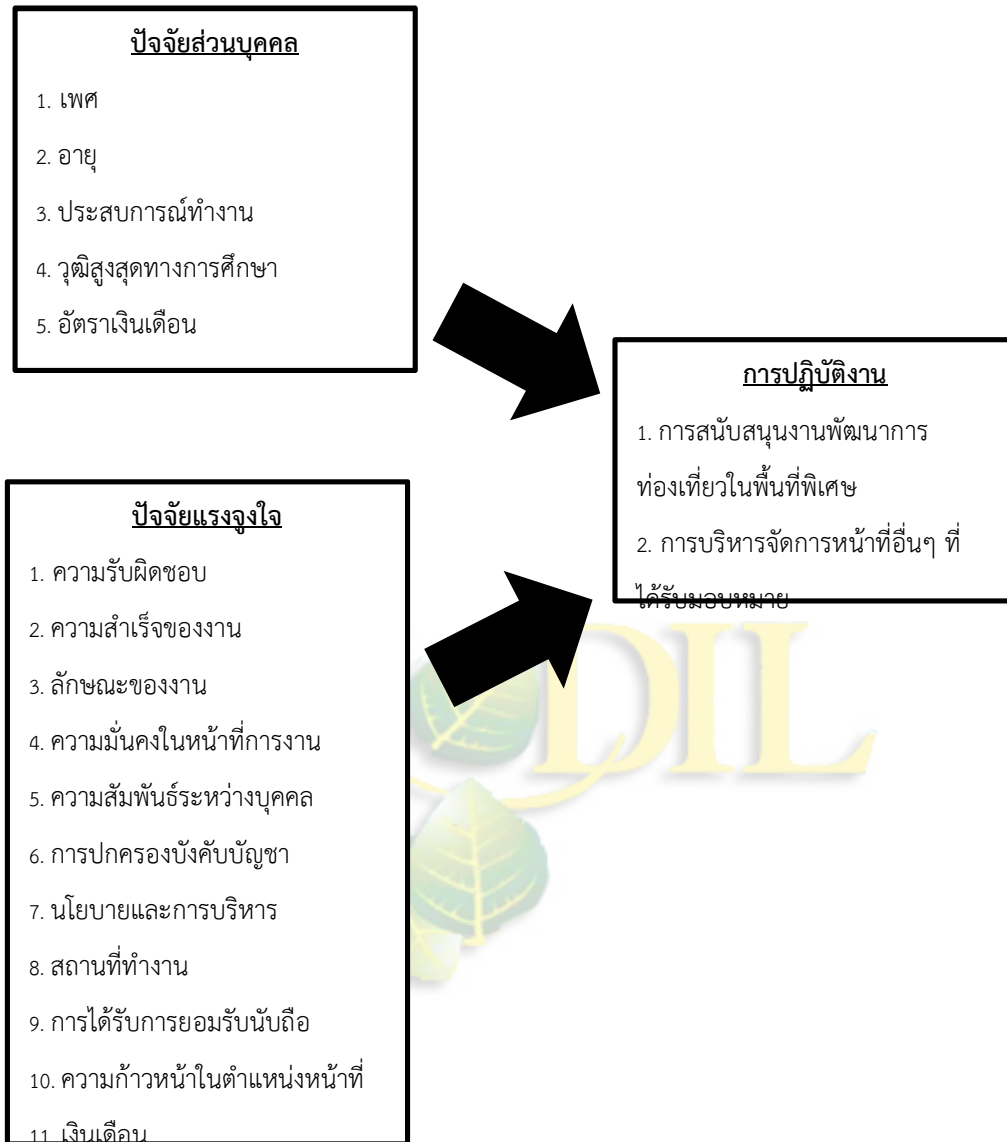 ปัจจัยส่วนบุคคล
1. เพศ
2. อายุ
3. ประสบการณ์ทำงาน
4. วุฒิสูงสุดทางการศึกษา
5. อัตราเงินเดือน
การปฏิบัติงาน
1. การสนับสนุนงานพัฒนาการ
ท่องเที่ยวในพื้นที่พิเศษ
2. การบริหารจัดการหน้าที่อื่นๆ ที่
ได้รับมอบหมาย
ปัจจัยแรงจูงใจ
1. ความรับผิดชอบ
2. ความสำเร็จของงาน
3. ลักษณะของงาน
4. ความมั่นคงในหน้าที่การงาน
5. ความสัมพันธ์ระหว่างบุคคล
6. การปกครองบังคับบัญชา
7. นโยบายและการบริหาร
8. สถานที่ทำงาน
9. การได้รับการยอมรับนับถือ
10. ความก้าวหน้าในตำแหน่งหน้าที่
11. เงินเดือน
DIL